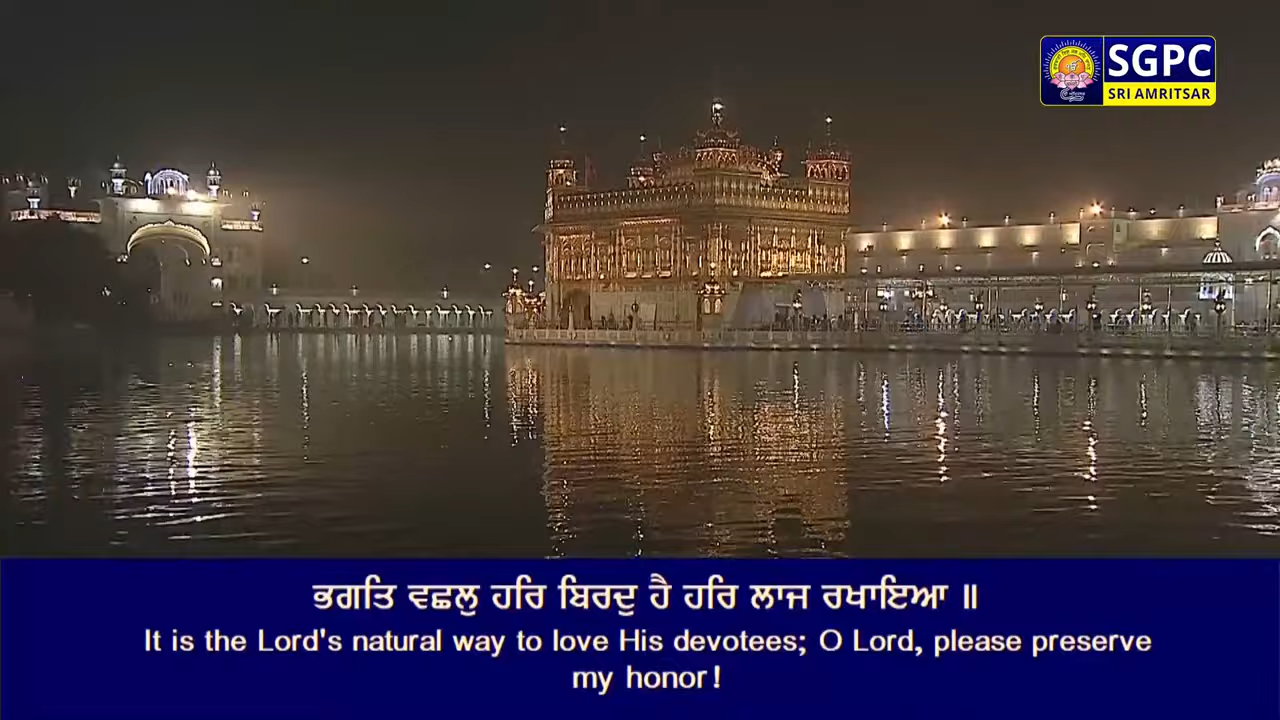 SGPC
SRI AMRITSAR
ਭਗਤਿ ਵਛਲੁ ਹਰਿ ਬਿਰਦੁ ਹੈ ਹਰਿ ਲਾਜ ਰਖਾਇਆ ॥
It is the Lord's natural way to love His devotees; O Lord, please preserve
my honor!